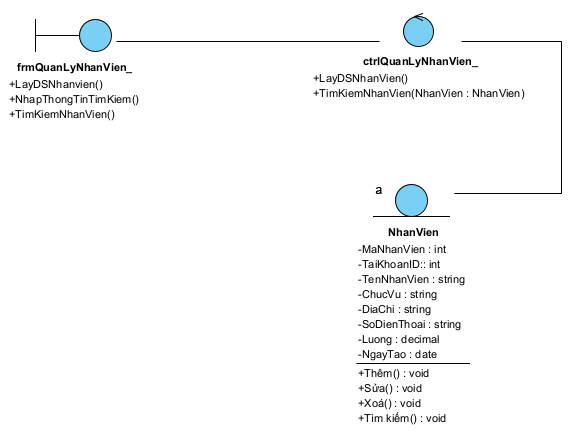 frmQuanLyNhanVien_
+LayDSNhanvien()
+NhapThongTinTimKiem()
+TimKiemNhanVien()
ctrlQuanLyNhanVien_
+LayDSNhanVien()
+TimKiemNhanVien(NhanVien : NhanVien)
a
NhanVien
-MaNhanVien : int
-TaiKhoanID:: int
-TenNhanVien : string
-ChucVu : string
-DiaChi : string
-SoDienThoai : string
-Luong : decimal
-NgayTao : date
+Thêm() : void
+Sửa() : void
+Xoá() : void
+Tìm kiếm() : void